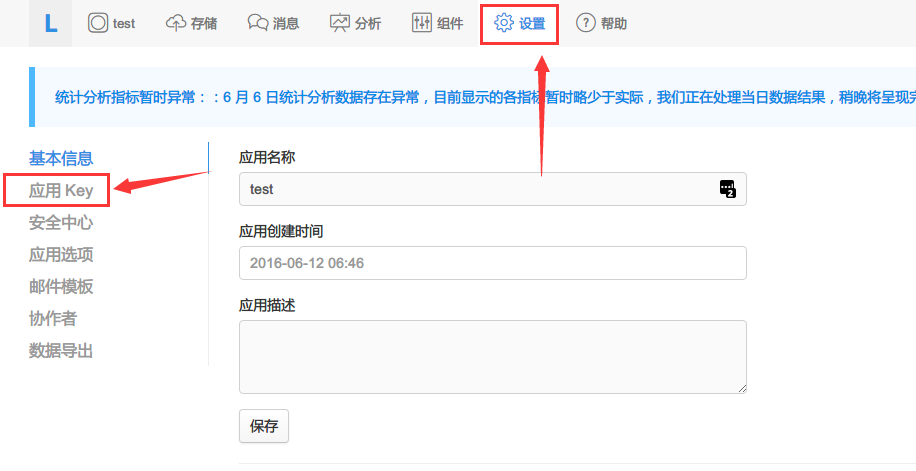 L test 存储 消息 分析 组件 设置 ? 帮助
统计分析指标暂时异常：：6 月 6 日统计分析数据存在异常，目前显示的各指标暂时略少于实际，我们正在处理当日数据结果，稍晚将呈现完
基本信息
应用 Key
安全中心
应用选项
邮件模板
协作者
数据导出
应用名称
test
2
应用创建时间
2016-06-12 06:46
应用描述
保存